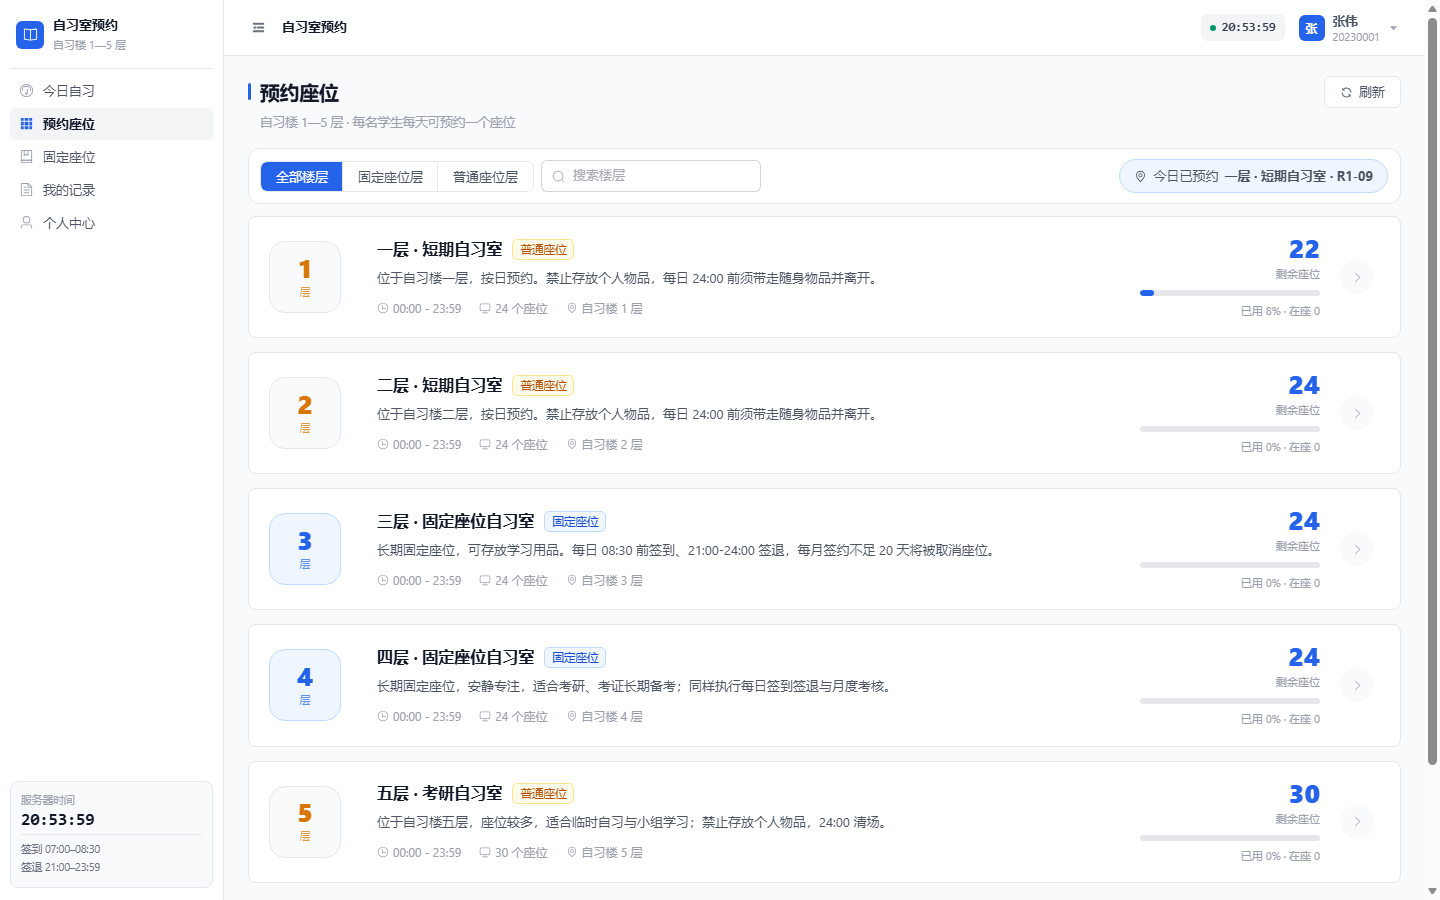 自习室预约
自习楼 1—5 层
今日自习
预约座位
固定座位
我的记录
个人中心
服务器时间
20:53:59
签到 07:00–08:30
签退 21:00–23:59
自习室预约
20:53:59
张
张伟
20230001
预约座位
刷新
自习楼 1—5 层 · 每名学生每天可预约一个座位
全部楼层
固定座位层
普通座位层
搜索楼层
今日已预约 一层 · 短期自习室 · R1-09
1
层
一层 · 短期自习室 普通座位
位于自习楼一层，按日预约。禁止存放个人物品，每日 24:00 前须带走随身物品并离开。
00:00 - 23:59 24 个座位 自习楼 1 层
22
剩余座位
已用 8% · 在座 0
2
层
二层 · 短期自习室 普通座位
位于自习楼二层，按日预约。禁止存放个人物品，每日 24:00 前须带走随身物品并离开。
00:00 - 23:59 24 个座位 自习楼 2 层
24
剩余座位
已用 0% · 在座 0
3
层
三层 · 固定座位自习室 固定座位
长期固定座位，可存放学习用品。每日 08:30 前签到、21:00-24:00 签退，每月签约不足 20 天将被取消座位。
00:00 - 23:59 24 个座位 自习楼 3 层
24
剩余座位
已用 0% · 在座 0
4
层
四层 · 固定座位自习室 固定座位
长期固定座位，安静专注，适合考研、考证长期备考；同样执行每日签到签退与月度考核。
00:00 - 23:59 24 个座位 自习楼 4 层
24
剩余座位
已用 0% · 在座 0
5
层
五层 · 考研自习室 普通座位
位于自习楼五层，座位较多，适合临时自习与小组学习；禁止存放个人物品，24:00 清场。
00:00 - 23:59 30 个座位 自习楼 5 层
30
剩余座位
已用 0% · 在座 0